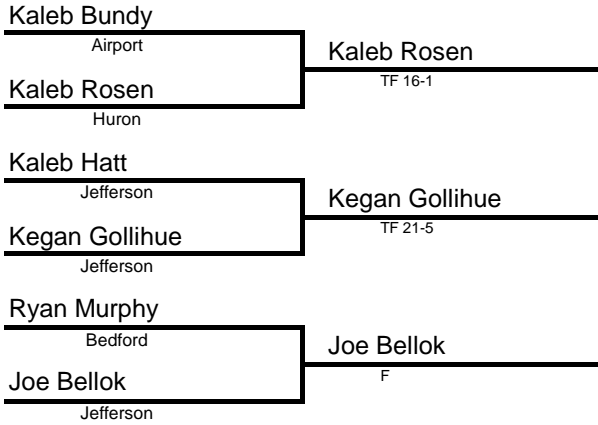 Kaleb Bundy
Airport
Kaleb Rosen
TF 16-1
Kaleb Rosen
Huron
Kaleb Hatt
Jefferson
Kegan Gollihue
TF 21-5
Kegan Gollihue
Jefferson
Ryan Murphy
Bedford
Joe Bellok
F
Joe Bellok
Jefferson